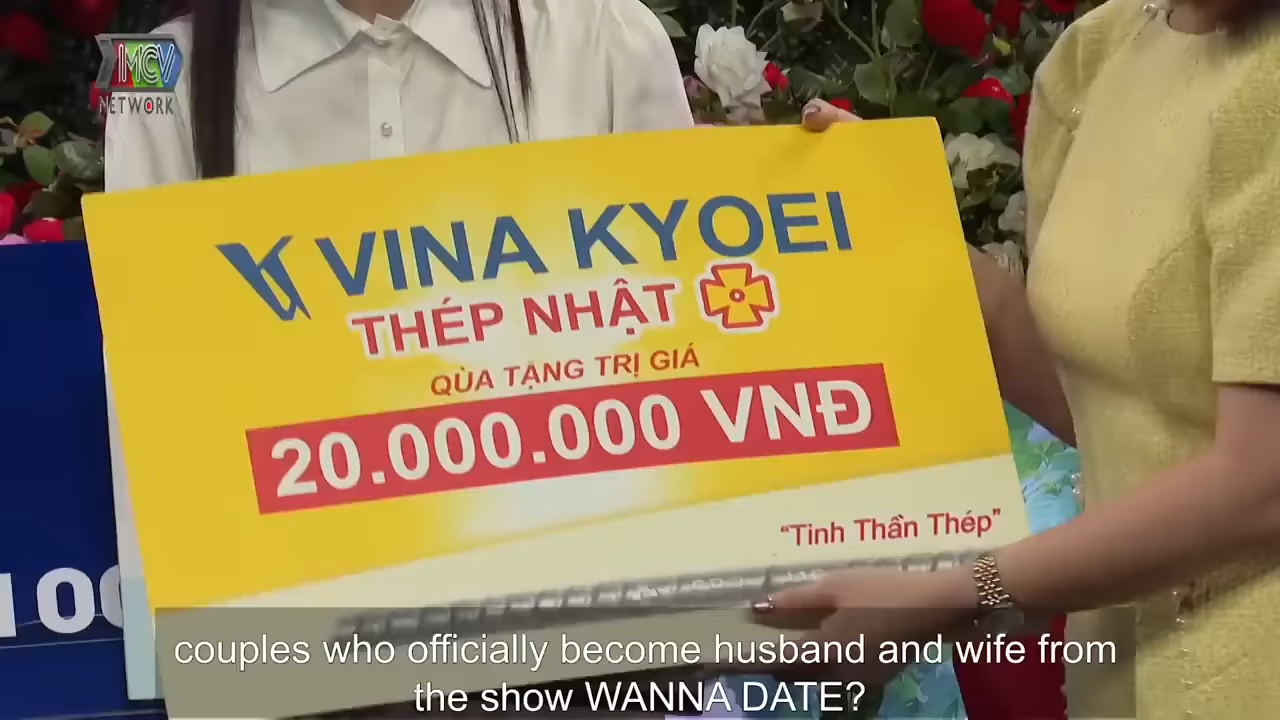 MCV
NETWORK
VINA KYOEI
THÉP NHẬT
QÙA TẶNG TRỊ GIÁ
20.000.000 VNĐ
"Tinh Thần Thép"
couples who officially become husband and wife from
the show WANNA DATE?